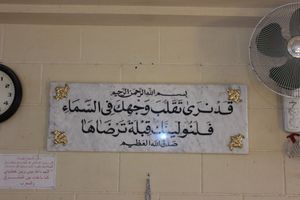 بسم الله الرحمن الرحيم
قد نرى تقلب وجهك في السماء
فلنولينك قبلة ترضاها
صدق الله العظيم